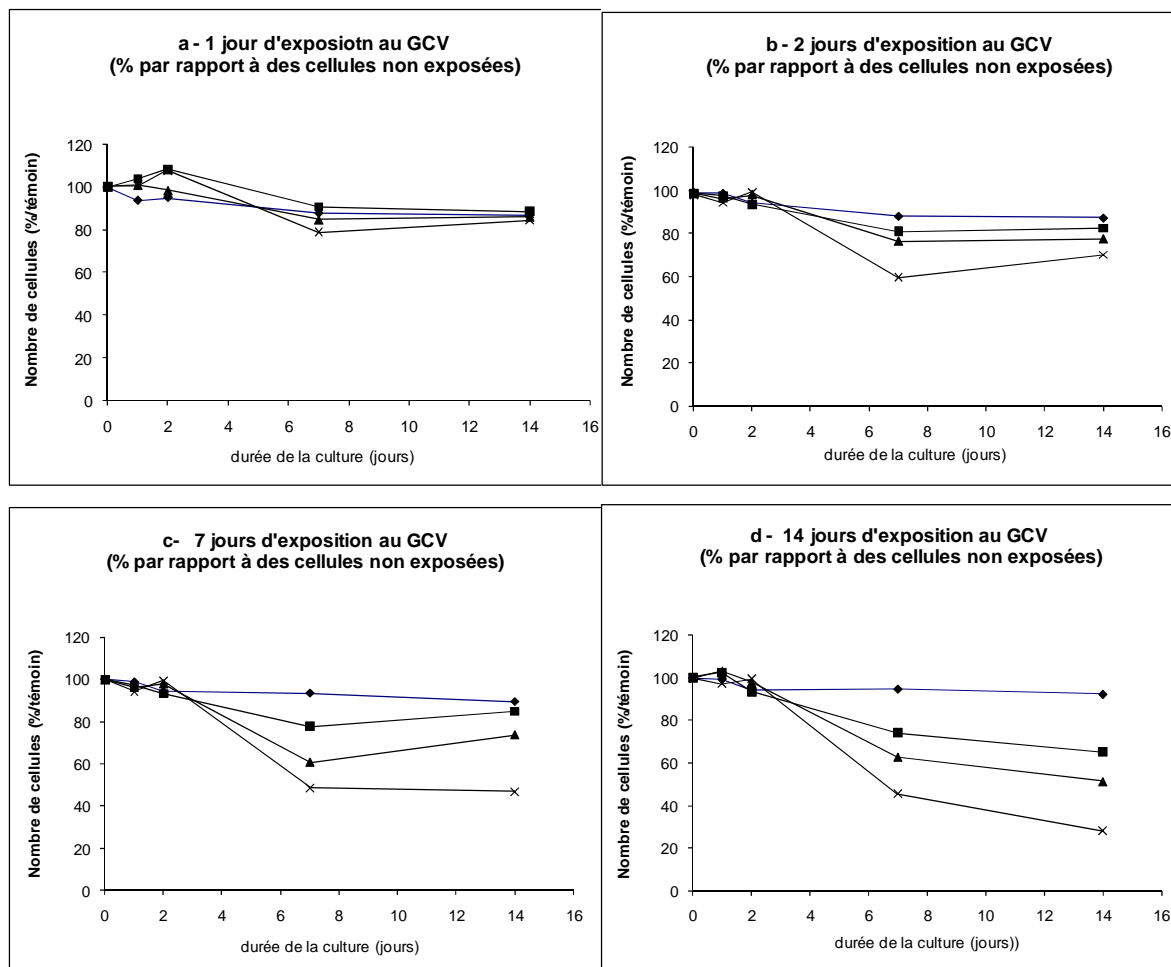 a - 1 jour d'exposiotn au GCV
(% par rapport à des cellules non exposées)
Nombre de cellules (%/témoin)
120
100
80
60
40
20
0
0 2 4 6 8 10 12 14 16
durée de la culture (jours)
b - 2 jours d'exposition au GCV
(% par rapport à des cellules non exposées)
Nombre de cellules (%/témoin)
120
100
80
60
40
20
0
0 2 4 6 8 10 12 14 16
durée de la culture (jours)
c- 7 jours d'exposition au GCV
(% par rapport à des cellules non exposées)
Nombre de cellules (%/témoin)
120
100
80
60
40
20
0
0 2 4 6 8 10 12 14 16
durée de la culture (jours)
d - 14 jours d'exposition au GCV
(% par rapport à des cellules non exposées)
Nombre de cellules (%/témoin)
120
100
80
60
40
20
0
0 2 4 6 8 10 12 14 16
durée de la culture (jours))